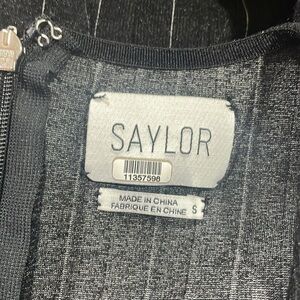 SAYLOR
11357598
MADE IN CHINA
FABRIQUE EN CHINE
S